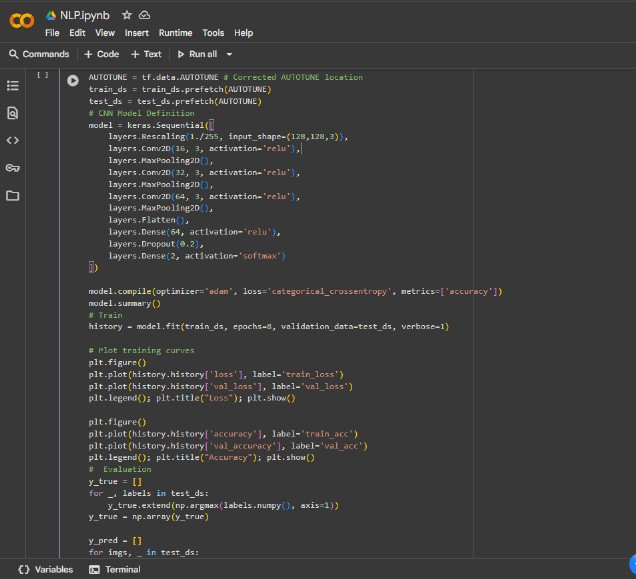 NLP.ipynb
File Edit View Insert Runtime Tools Help
Commands + Code + Text Run all
[ ]
AUTOTUNE = tf.data.AUTOTUNE # Corrected AUTOTUNE location
train_ds = train_ds.prefetch(AUTOTUNE)
test_ds = test_ds.prefetch(AUTOTUNE)
# CNN Model Definition
model = keras.Sequential([
layers.Rescaling(1./255, input_shape=(128,128,3)),
layers.Conv2D(16, 3, activation='relu'),
layers.MaxPooling2D(),
layers.Conv2D(32, 3, activation='relu'),
layers.MaxPooling2D(),
layers.Conv2D(64, 3, activation='relu'),
layers.MaxPooling2D(),
layers.Flatten(),
layers.Dense(64, activation='relu'),
layers.Dropout(0.2),
layers.Dense(2, activation='softmax')
])
model.compile(optimizer='adam', loss='categorical_crossentropy', metrics=['accuracy'])
model.summary()
# Train
history = model.fit(train_ds, epochs=8, validation_data=test_ds, verbose=1)
# Plot training curves
plt.figure()
plt.plot(history.history['loss'], label='train_loss')
plt.plot(history.history['val_loss'], label='val_loss')
plt.legend(); plt.title("Loss"); plt.show()
plt.figure()
plt.plot(history.history['accuracy'], label='train_acc')
plt.plot(history.history['val_accuracy'], label='val_acc')
plt.legend(); plt.title("Accuracy"); plt.show()
# Evaluation
y_true = []
for _, labels in test_ds:
y_true.extend(np.argmax(labels.numpy(), axis=1))
y_true = np.array(y_true)
y_pred = []
for imgs, _ in test_ds:
{} Variables Terminal